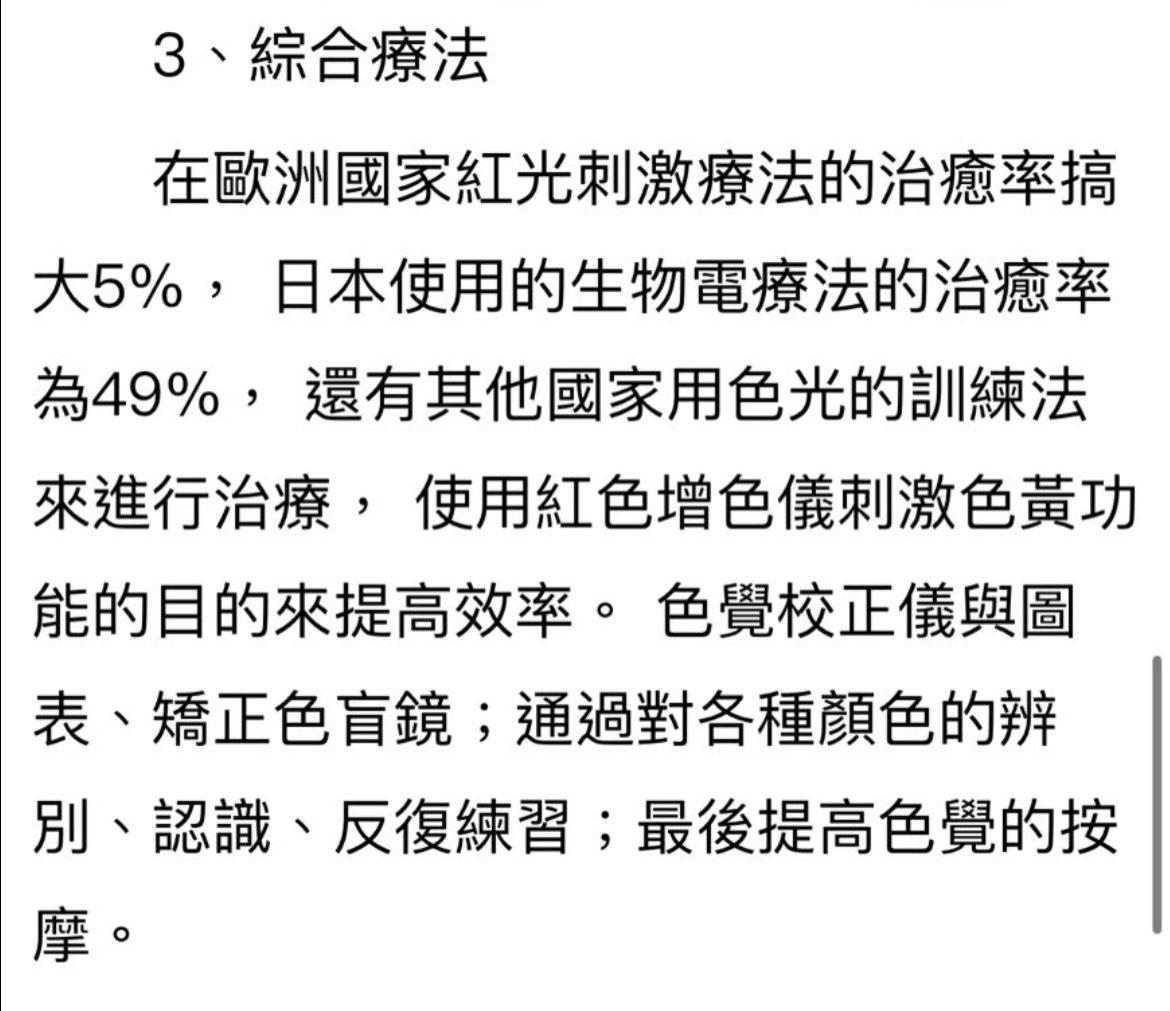 3、綜合療法
在歐洲國家紅光刺激療法的治癒率搞
大5%， 日本使用的生物電療法的治癒率
為49%， 還有其他國家用色光的訓練法
來進行治療， 使用紅色增色儀刺激色黃功
能的目的來提高效率。 色覺校正儀與圖
表、矯正色盲鏡；通過對各種顏色的辨
別、認識、反復練習；最後提高色覺的按
摩。